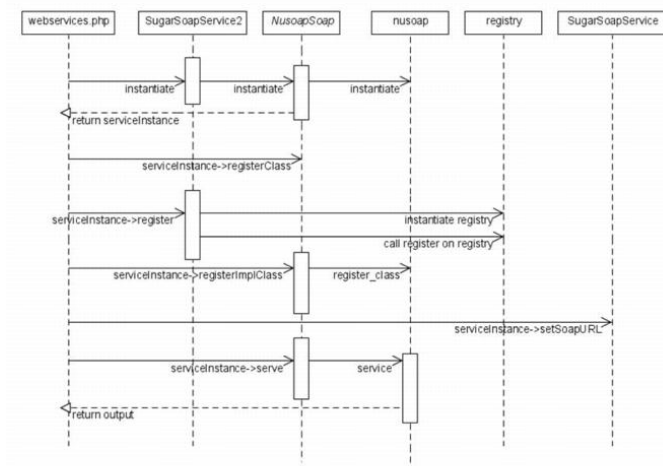 webservices.php
SugarSoapService2
NusoapSoap
nusoap
registry
SugarSoapService
instantiate
instantiate
instantiate
return serviceInstance
serviceInstance->registerClass
serviceInstance->register
instantiate registry
call register on registry
serviceInstance->registerImplClass
register_class
serviceInstance->setSoapURL
serviceInstance->serve
service
return output